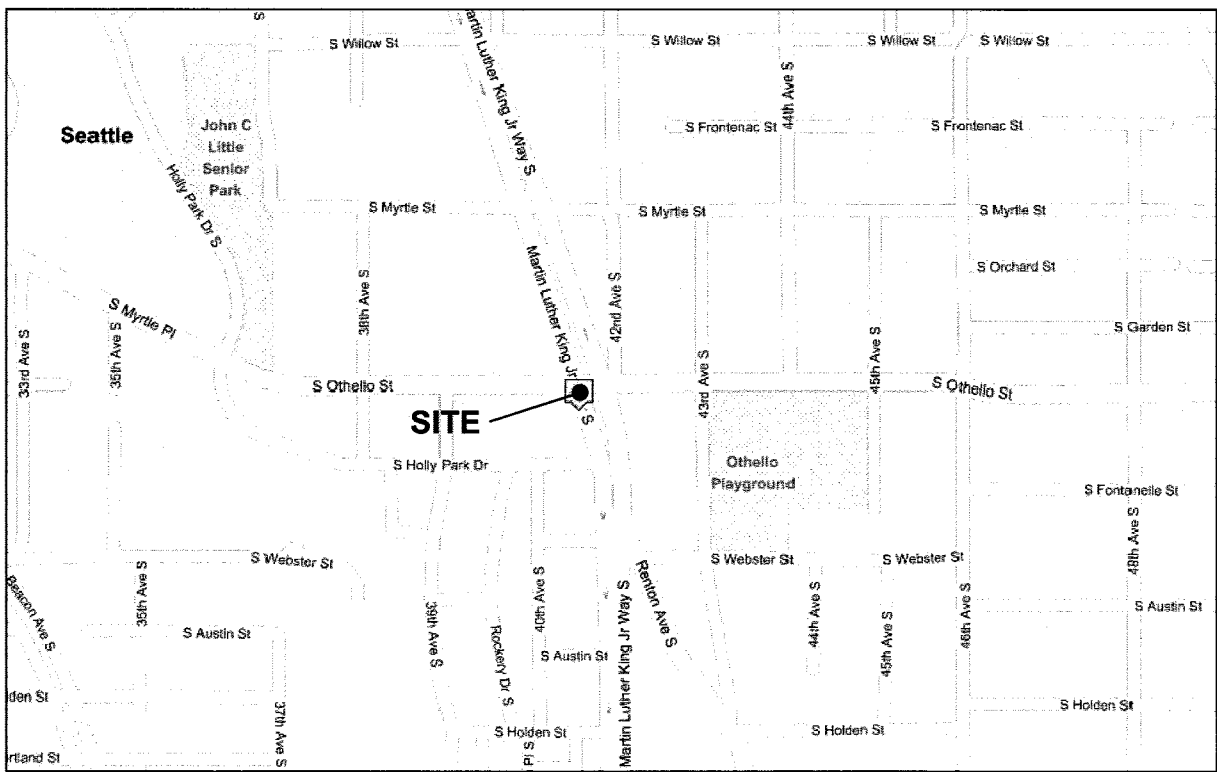 S
S Willow St
Martin Luther King Jr Way S
S Willow St
S Willow St
S Willow St
44th Ave S
Seattle
John C
Little
Senior
Park
S Frontenac St
S Frontenac St
Holly Park Dr S
S Myrtle St
S Myrtle St
S Myrtle St
Martin Luther King Jr
S
S Orchard St
42nd Ave S
38th Ave S
S Myrtle Pl
33rd Ave S
35th Ave S
S Garden St
43rd Ave S
45th Ave S
S Othello St
S Othello St
SITE
S Holly Park Dr
Othello
Playground
S Fontanelle St
48th Ave S
S Webster St
S Webster St
S Webster St
Beacon Ave S
35th Ave S
39th Ave S
Rockery Dr S
40th Ave S
Martin Luther King Jr Way S
Renton Ave S
44th Ave S
45th Ave S
46th Ave S
S Austin St
S Austin St
S Austin St
den St
37th Ave S
S Holden St
Pl S
S Holden St
S Holden St
rtland St